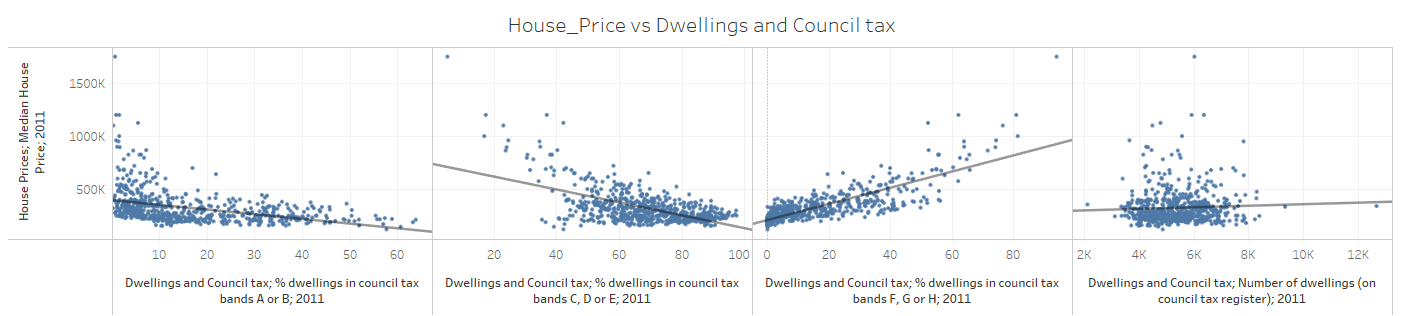 House_Price vs Dwellings and Council tax
House Prices; Median House
Price; 2011
1500K
1000K
500K
10 20 30 40 50 60
20 40 60 80 100
0 20 40 60 80
2K 4K 6K 8K 10K 12K
Dwellings and Council tax; % dwellings in council tax
bands A or B; 2011
Dwellings and Council tax; % dwellings in council tax
bands C, D or E; 2011
Dwellings and Council tax; % dwellings in council tax
bands F, G or H; 2011
Dwellings and Council tax; Number of dwellings (on
council tax register); 2011